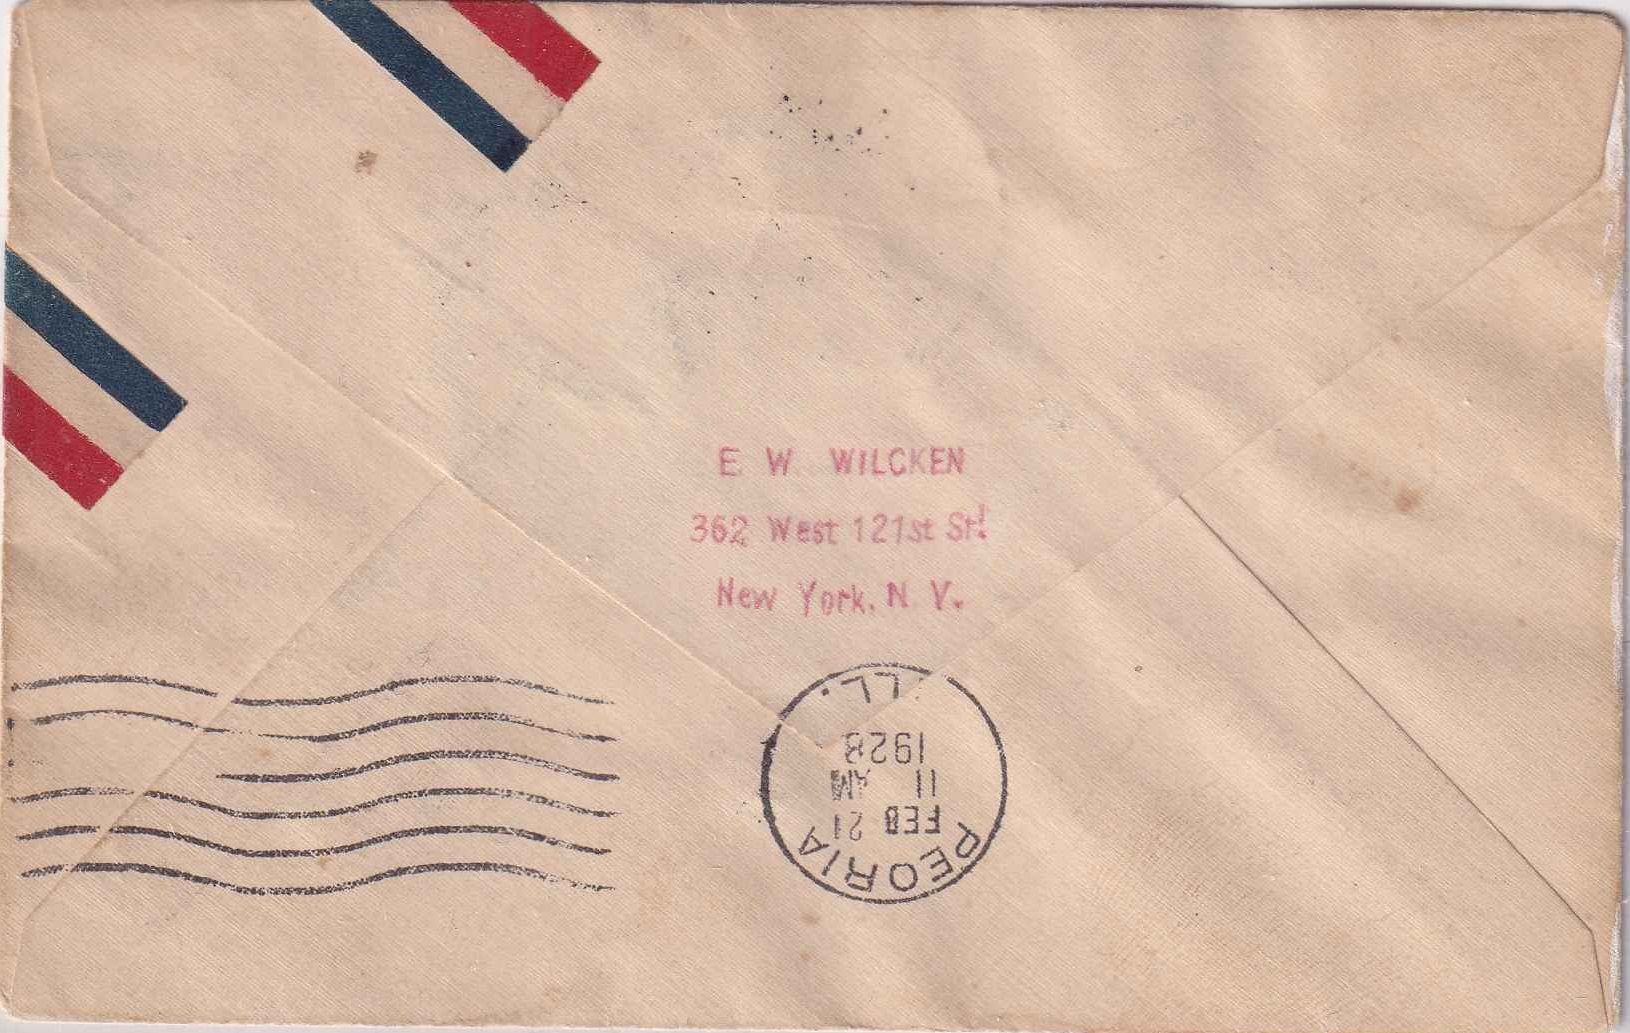 E W WILCKEN
362 West 121st St!
New York. N Y.
PEORIA
FEB 21
11 AM
1928
ILL.